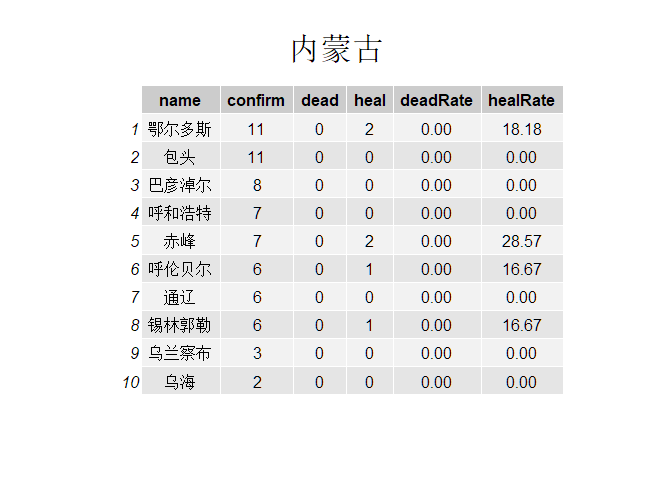 内蒙古
name confirm dead heal deadRate healRate
1 鄂尔多斯 11 0 2 0.00 18.18
2 包头 11 0 0 0.00 0.00
3 巴彦淖尔 8 0 0 0.00 0.00
4 呼和浩特 7 0 0 0.00 0.00
5 赤峰 7 0 2 0.00 28.57
6 呼伦贝尔 6 0 1 0.00 16.67
7 通辽 6 0 0 0.00 0.00
8 锡林郭勒 6 0 1 0.00 16.67
9 乌兰察布 3 0 0 0.00 0.00
10 乌海 2 0 0 0.00 0.00